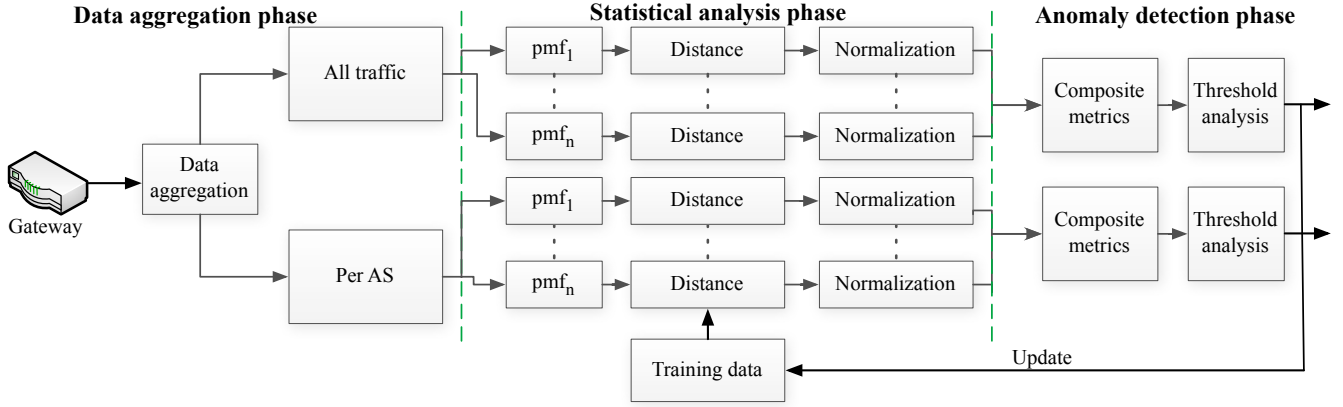 Data aggregation phase
Statistical analysis phase
Anomaly detection phase
All traffic
pmf1
Distance
Normalization
pmfn
Distance
Normalization
Composite
metrics
Threshold
analysis
Data
aggregation
Gateway
pmf1
Distance
Normalization
Per AS
pmfn
Distance
Normalization
Composite
metrics
Threshold
analysis
Training data
Update